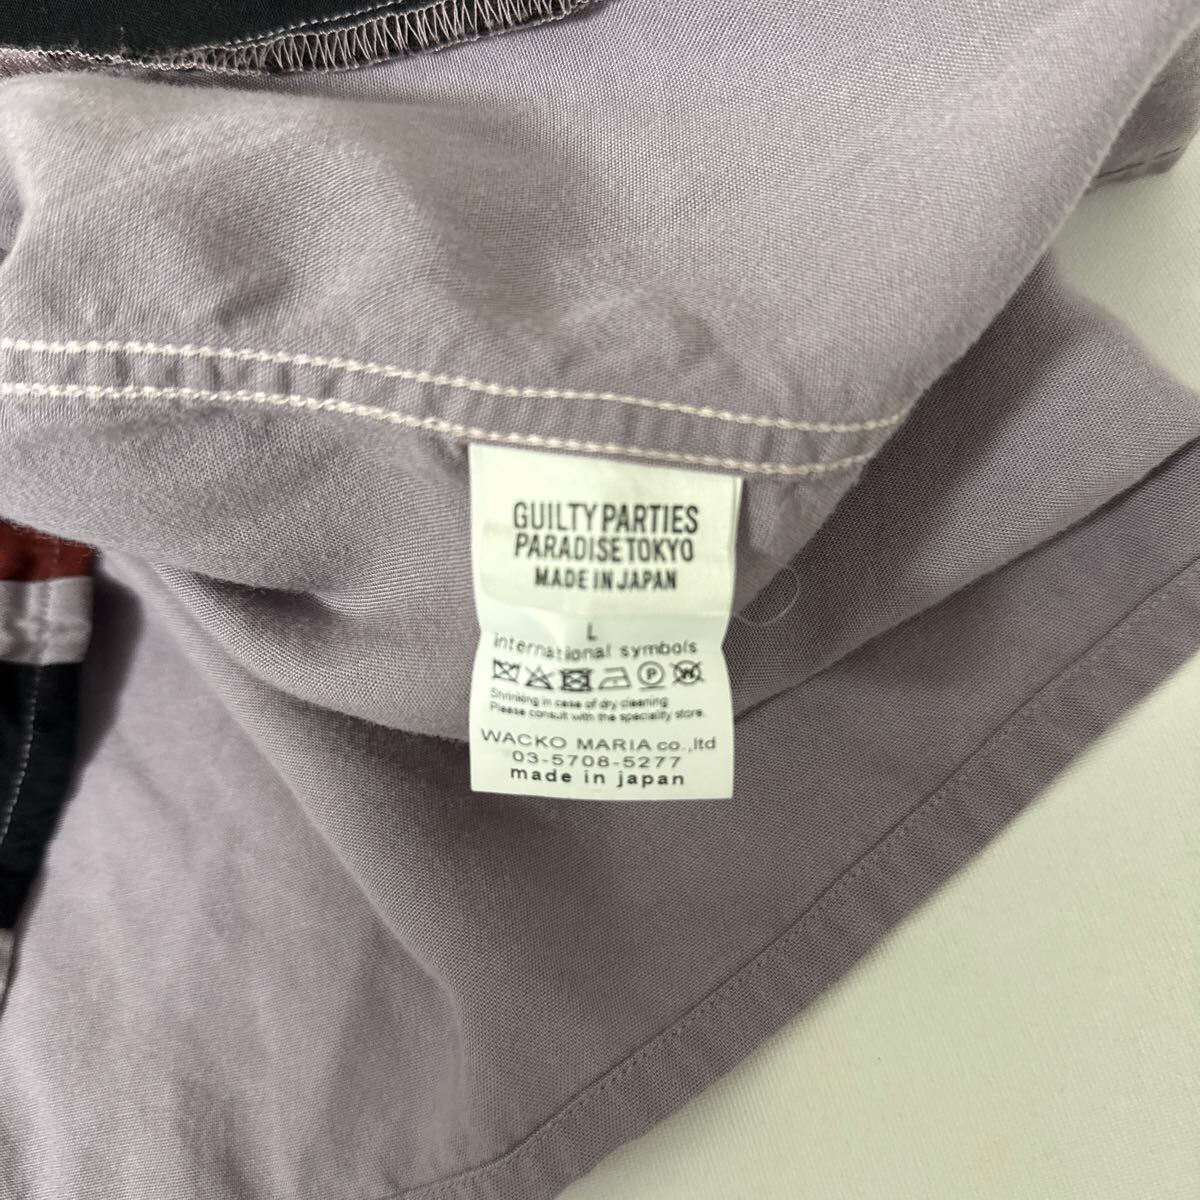 GUILTY PARTIES
PARADISE TOKYO
MADE IN JAPAN
L
international symbols
P W
Shrinking in case of dry cleaning
Please consult with the speciality store.
WACKO MARIA co.,ltd
03-5708-5277
made in japan